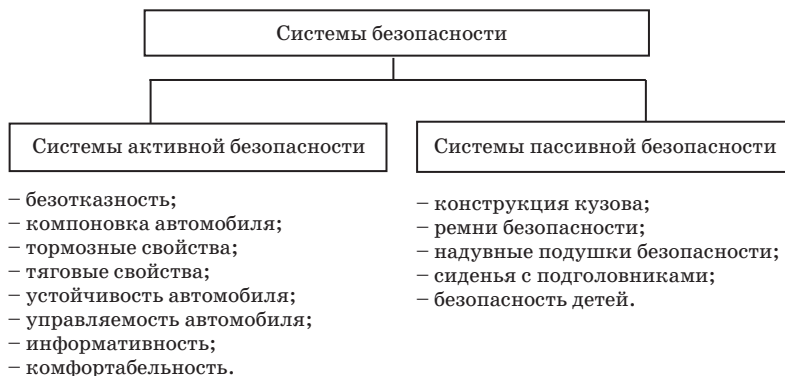 Системы безопасности
Системы активной безопасности
– безотказность;
– компоновка автомобиля;
– тормозные свойства;
– тяговые свойства;
– устойчивость автомобиля;
– управляемость автомобиля;
– информативность;
– комфортабельность.
Системы пассивной безопасности
– конструкция кузова;
– ремни безопасности;
– надувные подушки безопасности;
– сиденья с подголовниками;
– безопасность детей.